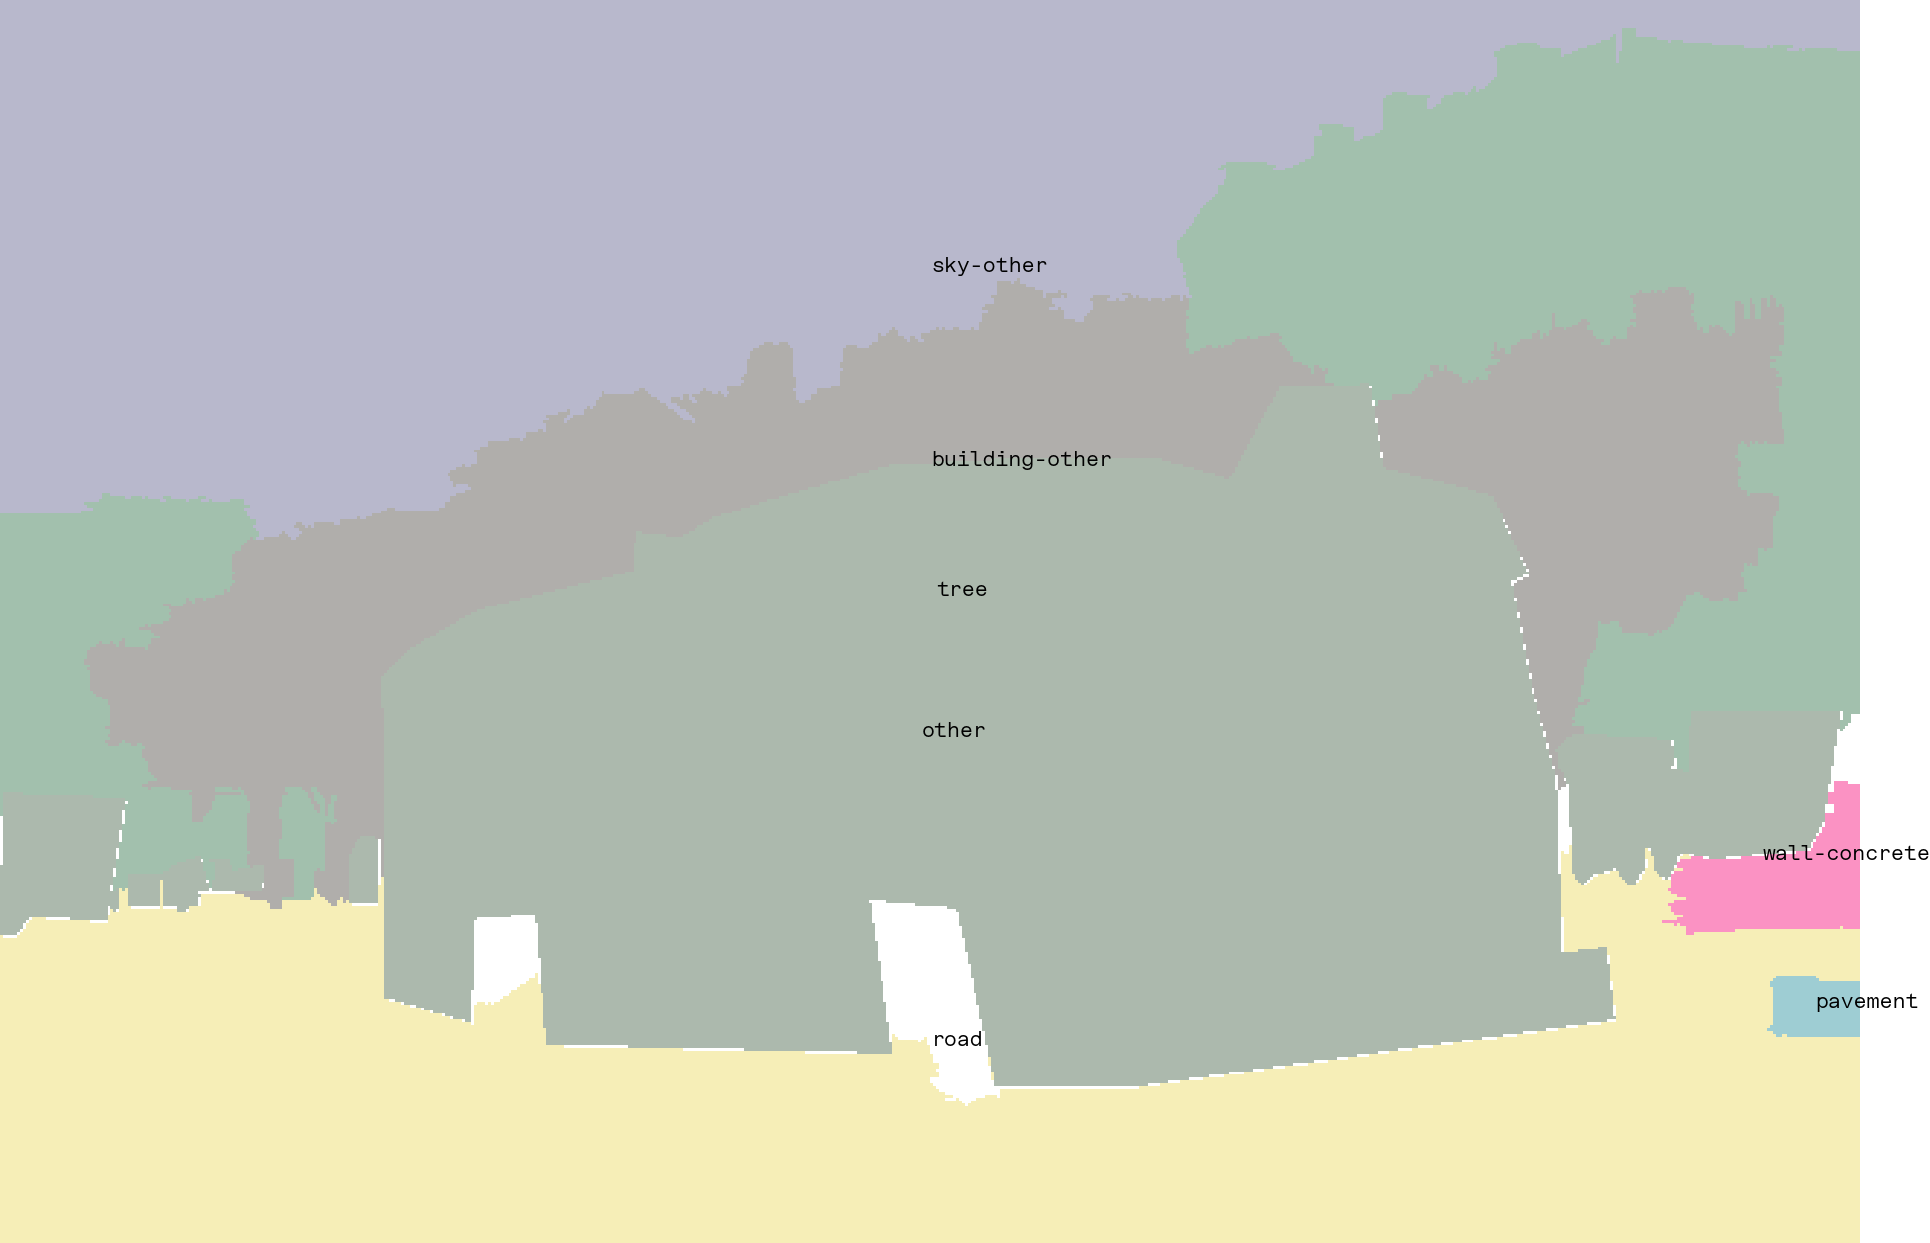 sky-other
building-other
tree
other
wall-concrete
pavement
road